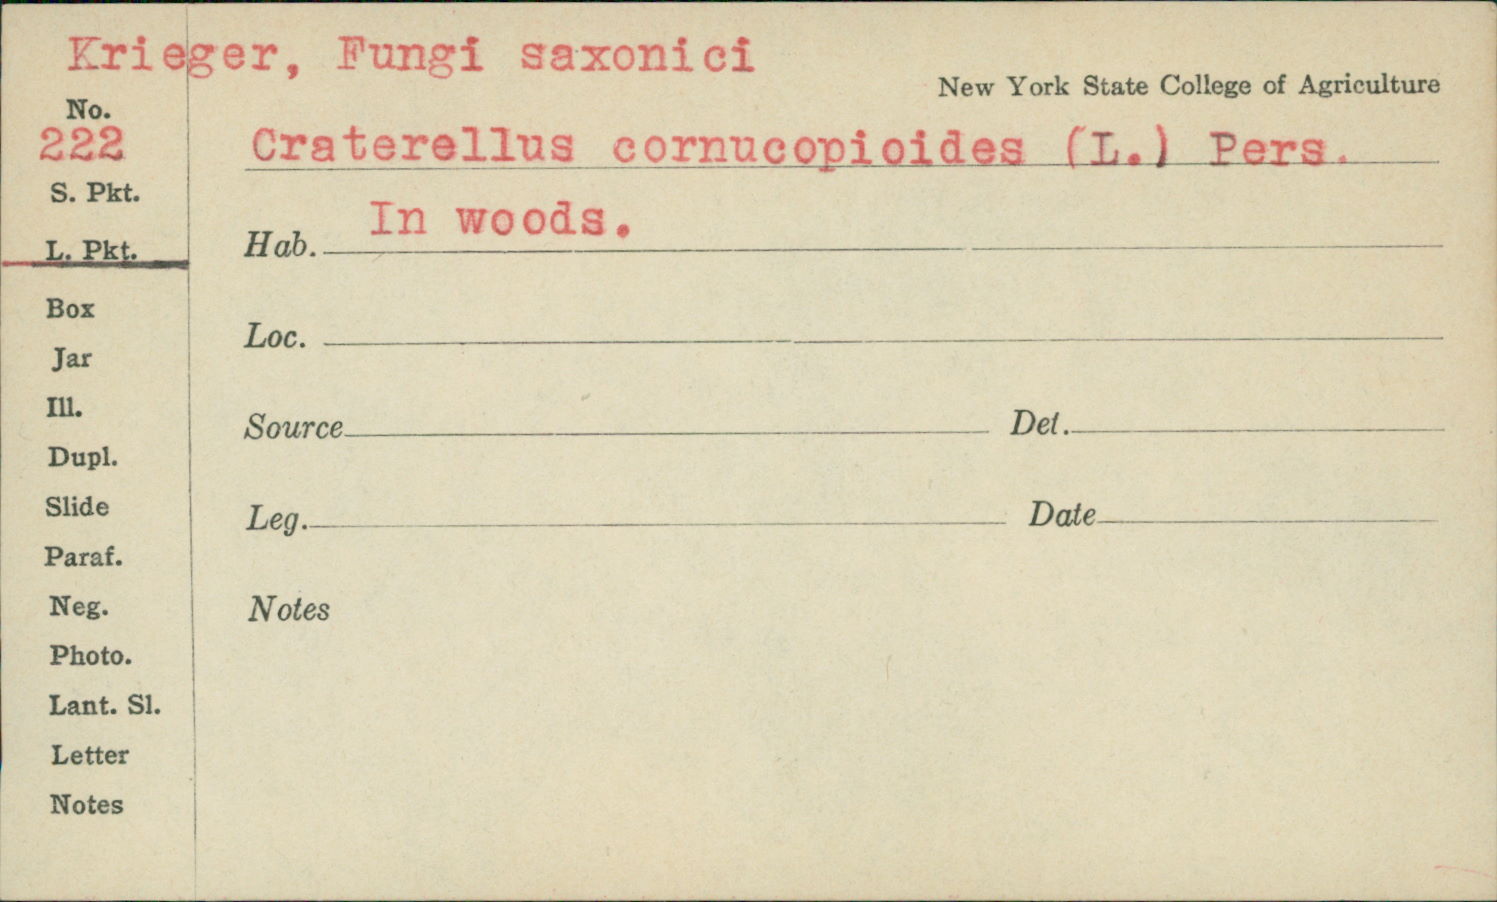 Krieger, Fungi saxonici
New York State College of Agriculture
No.
222
Craterellus cornucopioides (L.) Pers.
S. Pkt.
Hab. In woods.
L. Pkt.
Box
Loc.
Jar
Ill.
Source Det.
Dupl.
Slide
Leg. Date
Paraf.
Neg.
Notes
Photo.
Lant. Sl.
Letter
Notes